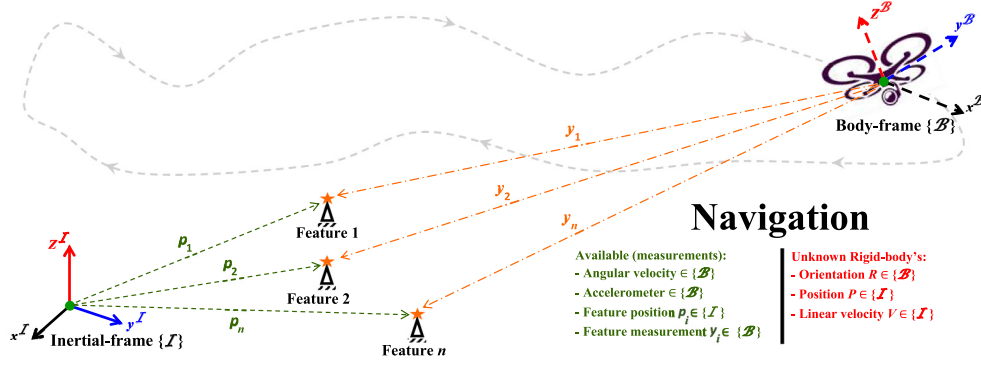 z^ℬ
y^ℬ
x^ℬ
Body-frame {ℬ}
y_1
y_2
y_n
Feature 1
p_1
Navigation
z^ℐ
p_2
Feature 2
p_n
x^ℐ
y^ℐ
Inertial-frame {ℐ}
Feature n
Available (measurements):
- Angular velocity ∈ {ℬ}
- Accelerometer ∈ {ℬ}
- Feature position p_i ∈ {ℐ}
- Feature measurement y_i ∈ {ℬ}
Unknown Rigid-body's:
- Orientation R ∈ {ℬ}
- Position P ∈ {ℐ}
- Linear velocity V ∈ {ℐ}